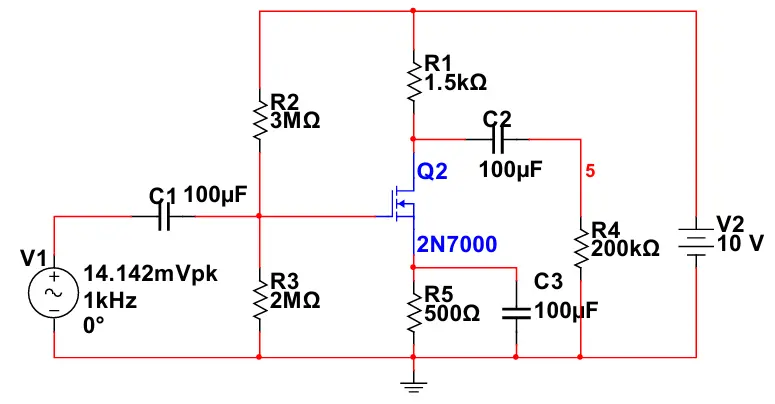 R1
1.5kΩ
R2
3MΩ
C2
100µF
Q2
5
C1 100µF
R4
200kΩ
V2
10 V
2N7000
V1
14.142mVpk
1kHz
0°
R3
2MΩ
R5
500Ω
C3
100µF